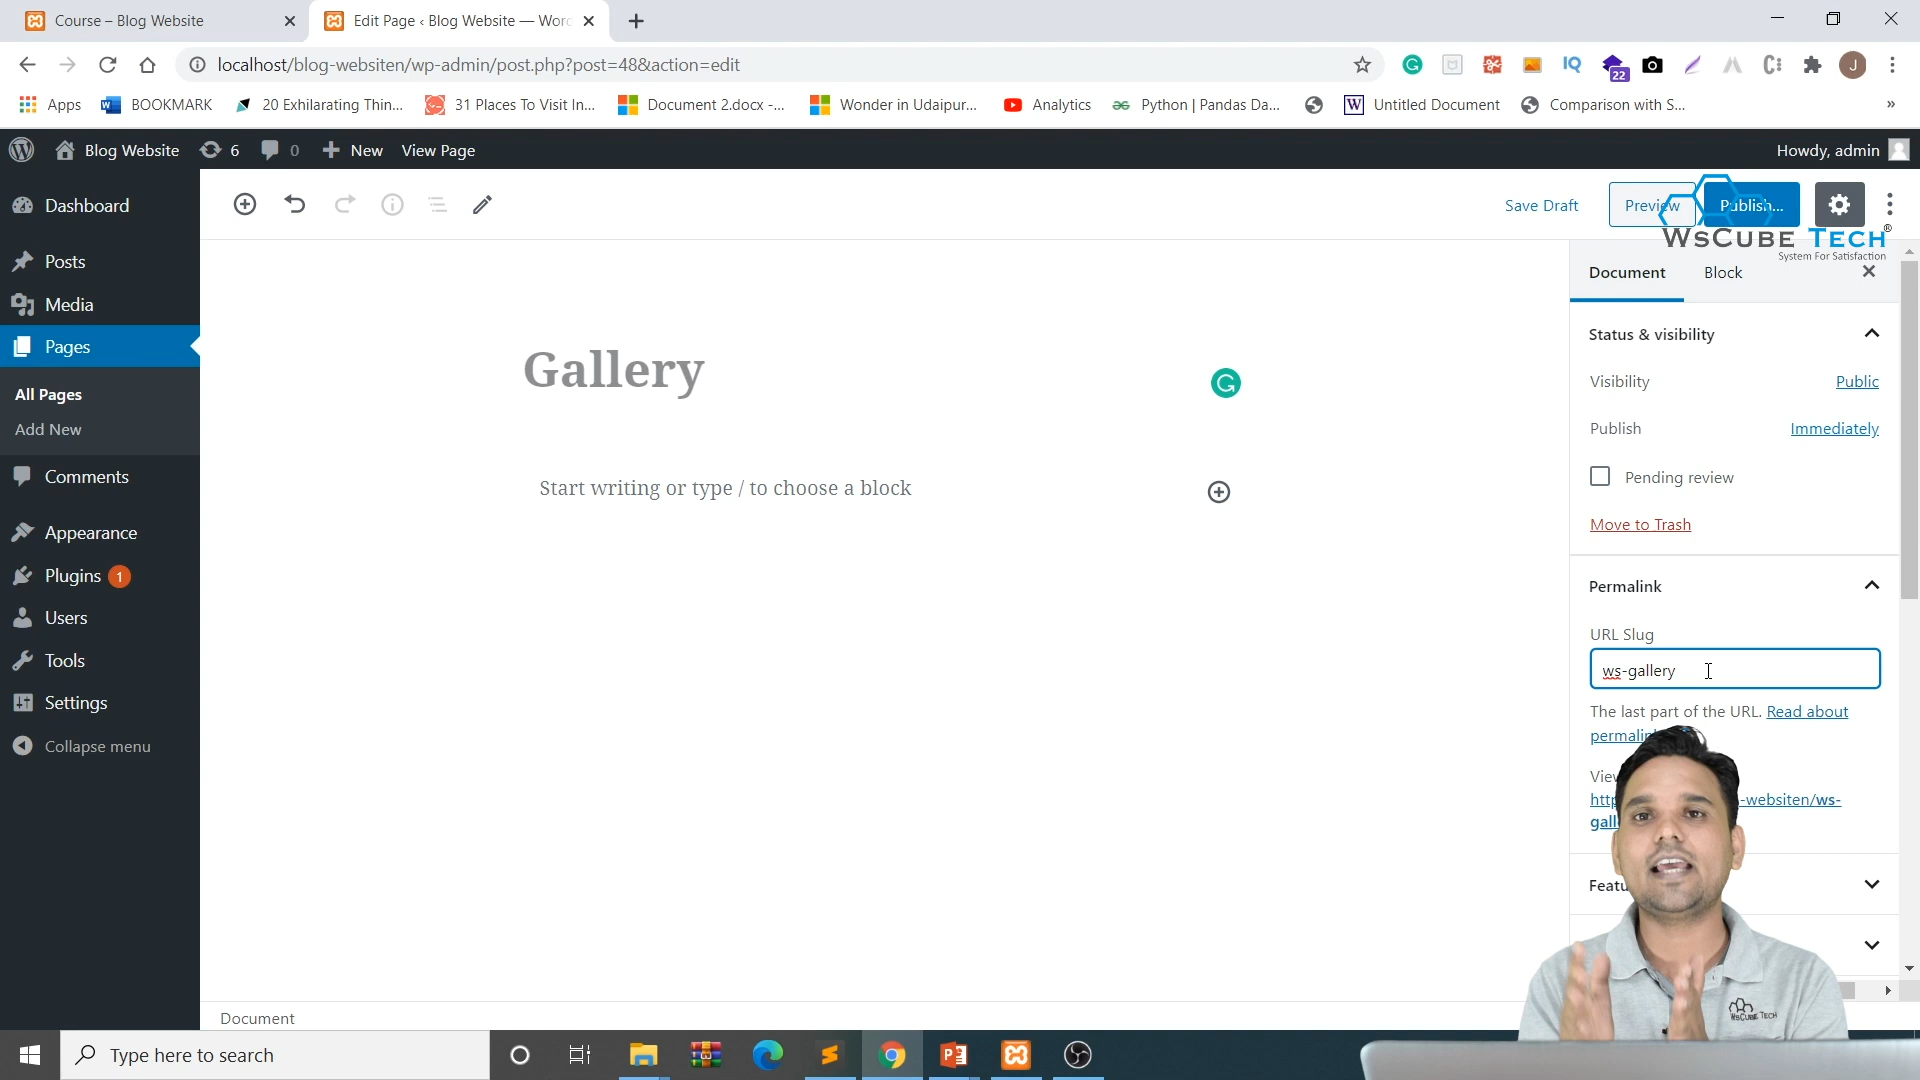 Course – Blog Website
Edit Page ‹ Blog Website — Wor
localhost/blog-websiten/wp-admin/post.php?post=48&action=edit
IQ
22
J
Apps
BOOKMARK
20 Exhilarating Thin...
31 Places To Visit In...
Document 2.docx -...
Wonder in Udaipur...
Analytics
Python | Pandas Da...
Untitled Document
Comparison with S...
»
Blog Website
6
0
New
View Page
Howdy, admin
Dashboard
Posts
Media
Pages
All Pages
Add New
Comments
Appearance
Plugins 1
Users
Tools
Settings
Collapse menu
Save Draft
Preview
Publish...
WSCUBE TECH®
System For Satisfaction
Gallery
Start writing or type / to choose a block
Document
Block
Status & visibility
Visibility
Public
Publish
Immediately
Pending review
Move to Trash
Permalink
URL Slug
ws-gallery
The last part of the URL. Read about
-websiten/ws-
WSCUBE TECH
Document
Type here to search